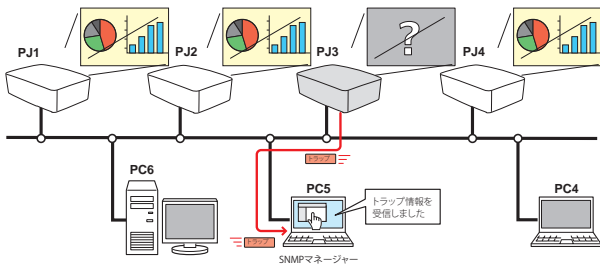 PJ1
PJ2
PJ3
PJ4
?
トラップ
PC6
PC5
PC4
トラップ情報を
受信しました
トラップ
SNMPマネージャー